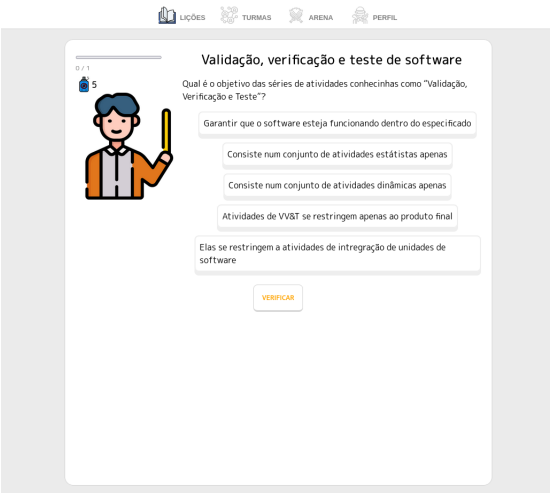 LIÇÕES TURMAS ARENA PERFIL
Validação, verificação e teste de software
0 / 1
5
Qual é o objetivo das séries de atividades conhecinhas como "Validação,
Verificação e Teste"?
Garantir que o software esteja funcionando dentro do especificado
Consiste num conjunto de atividades estátistas apenas
Consiste num conjunto de atividades dinâmicas apenas
Atividades de VV&T se restringem apenas ao produto final
Elas se restringem a atividades de intregração de unidades de
software
VERIFICAR